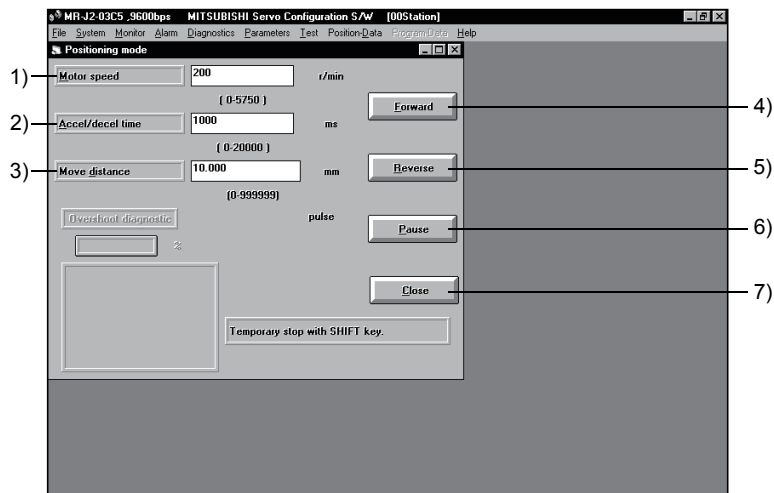 MR-J2-03C5 ,9600bps MITSUBISHI Servo Configuration S/W [00Station]
File System Monitor Alarm Diagnostics Parameters Test Position-Data Program-Data Help
Positioning mode
1) Motor speed 200 r/min
( 0-5750 )
Forward 4)
2) Accel/decel time 1000 ms
( 0-20000 )
3) Move distance 10.000 mm
Reverse 5)
(0-999999)
Overshoot diagnostic pulse
Pause 6)
%
Close 7)
Temporary stop with SHIFT key.